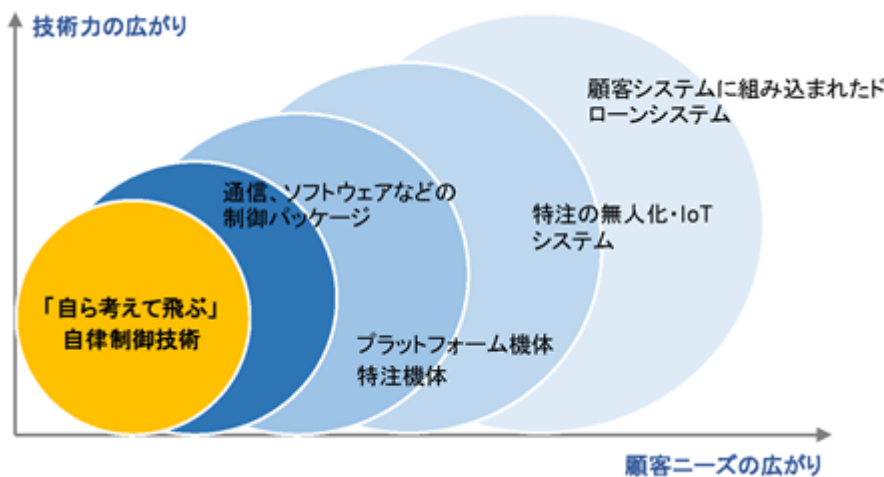 技術力の広がり
顧客システムに組み込まれたド
ローンシステム
通信、ソフトウェアなどの
制御パッケージ
特注の無人化・IoT
システム
「自ら考えて飛ぶ」
自律制御技術
プラットフォーム機体
特注機体
顧客ニーズの広がり